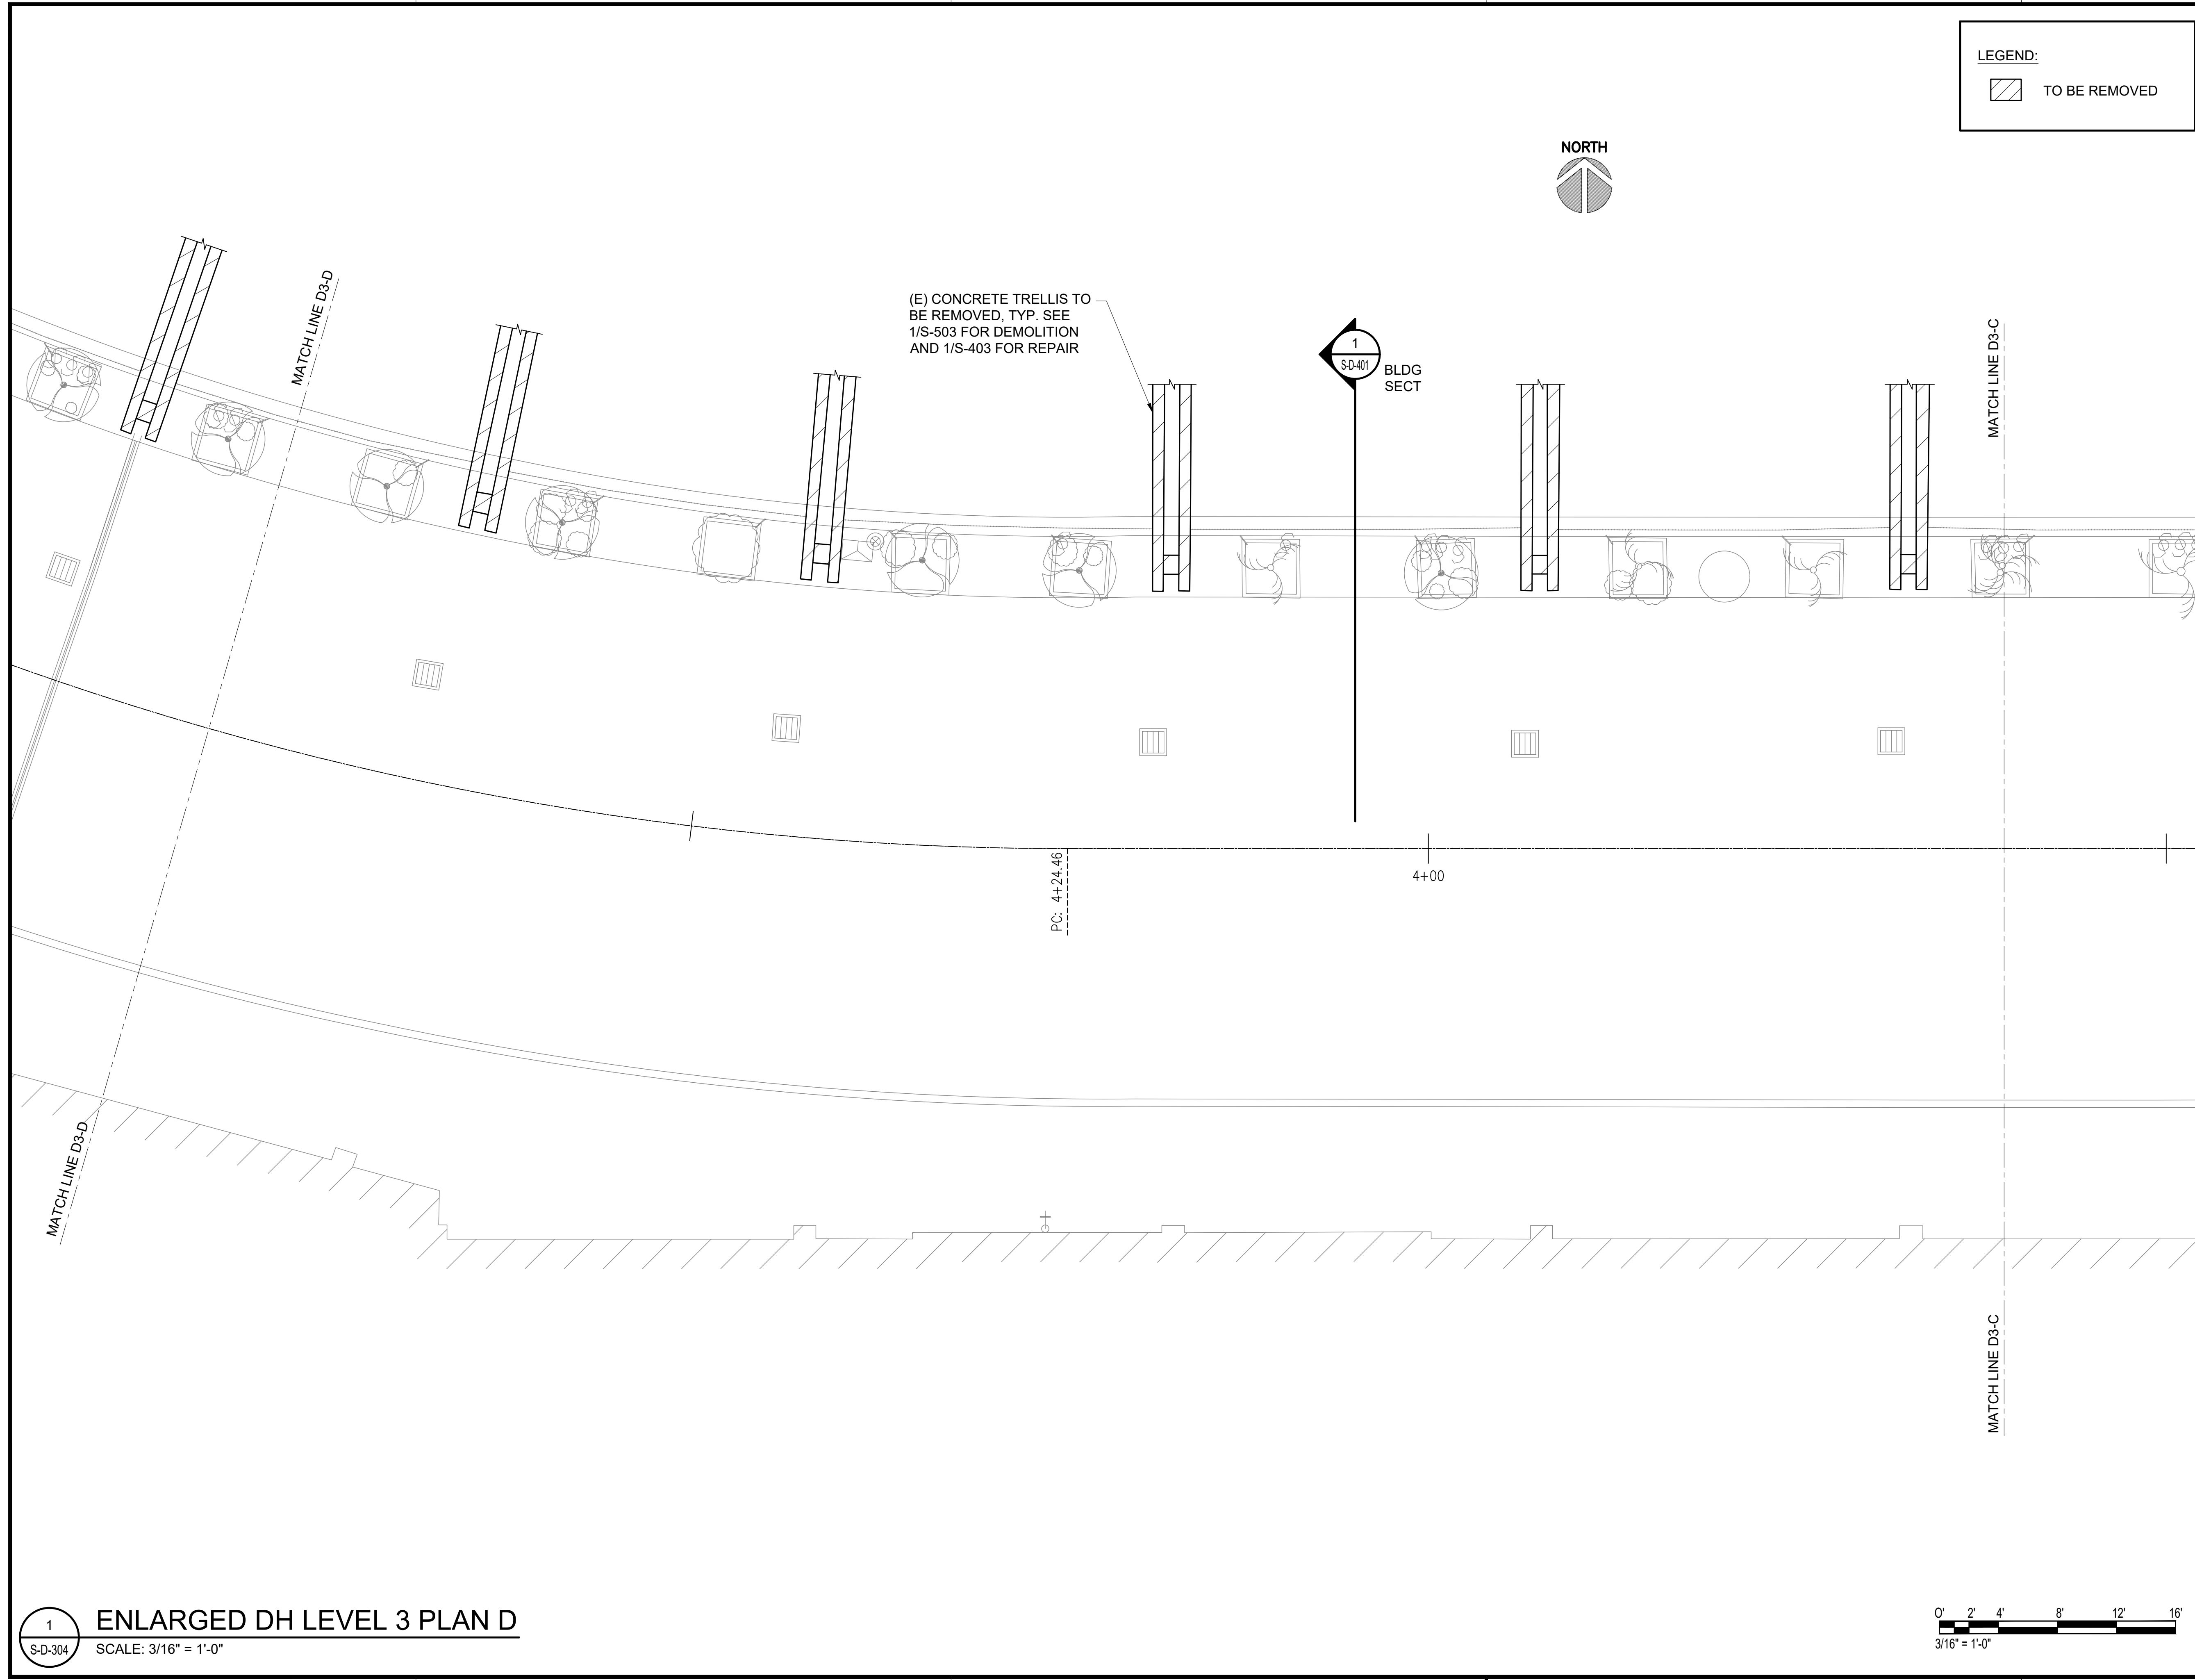 LEGEND:
TO BE REMOVED
NORTH
MATCH LINE D3-D
(E) CONCRETE TRELLIS TO
BE REMOVED, TYP. SEE
1/S-503 FOR DEMOLITION
AND 1/S-403 FOR REPAIR
1
S-D-401
BLDG
SECT
MATCH LINE D3-C
PC: 4+24.46
4+00
MATCH LINE D3-D
MATCH LINE D3-C
1
S-D-304
ENLARGED DH LEVEL 3 PLAN D
SCALE: 3/16" = 1'-0"
O' 2' 4' 8' 12' 16'
3/16" = 1'-0"